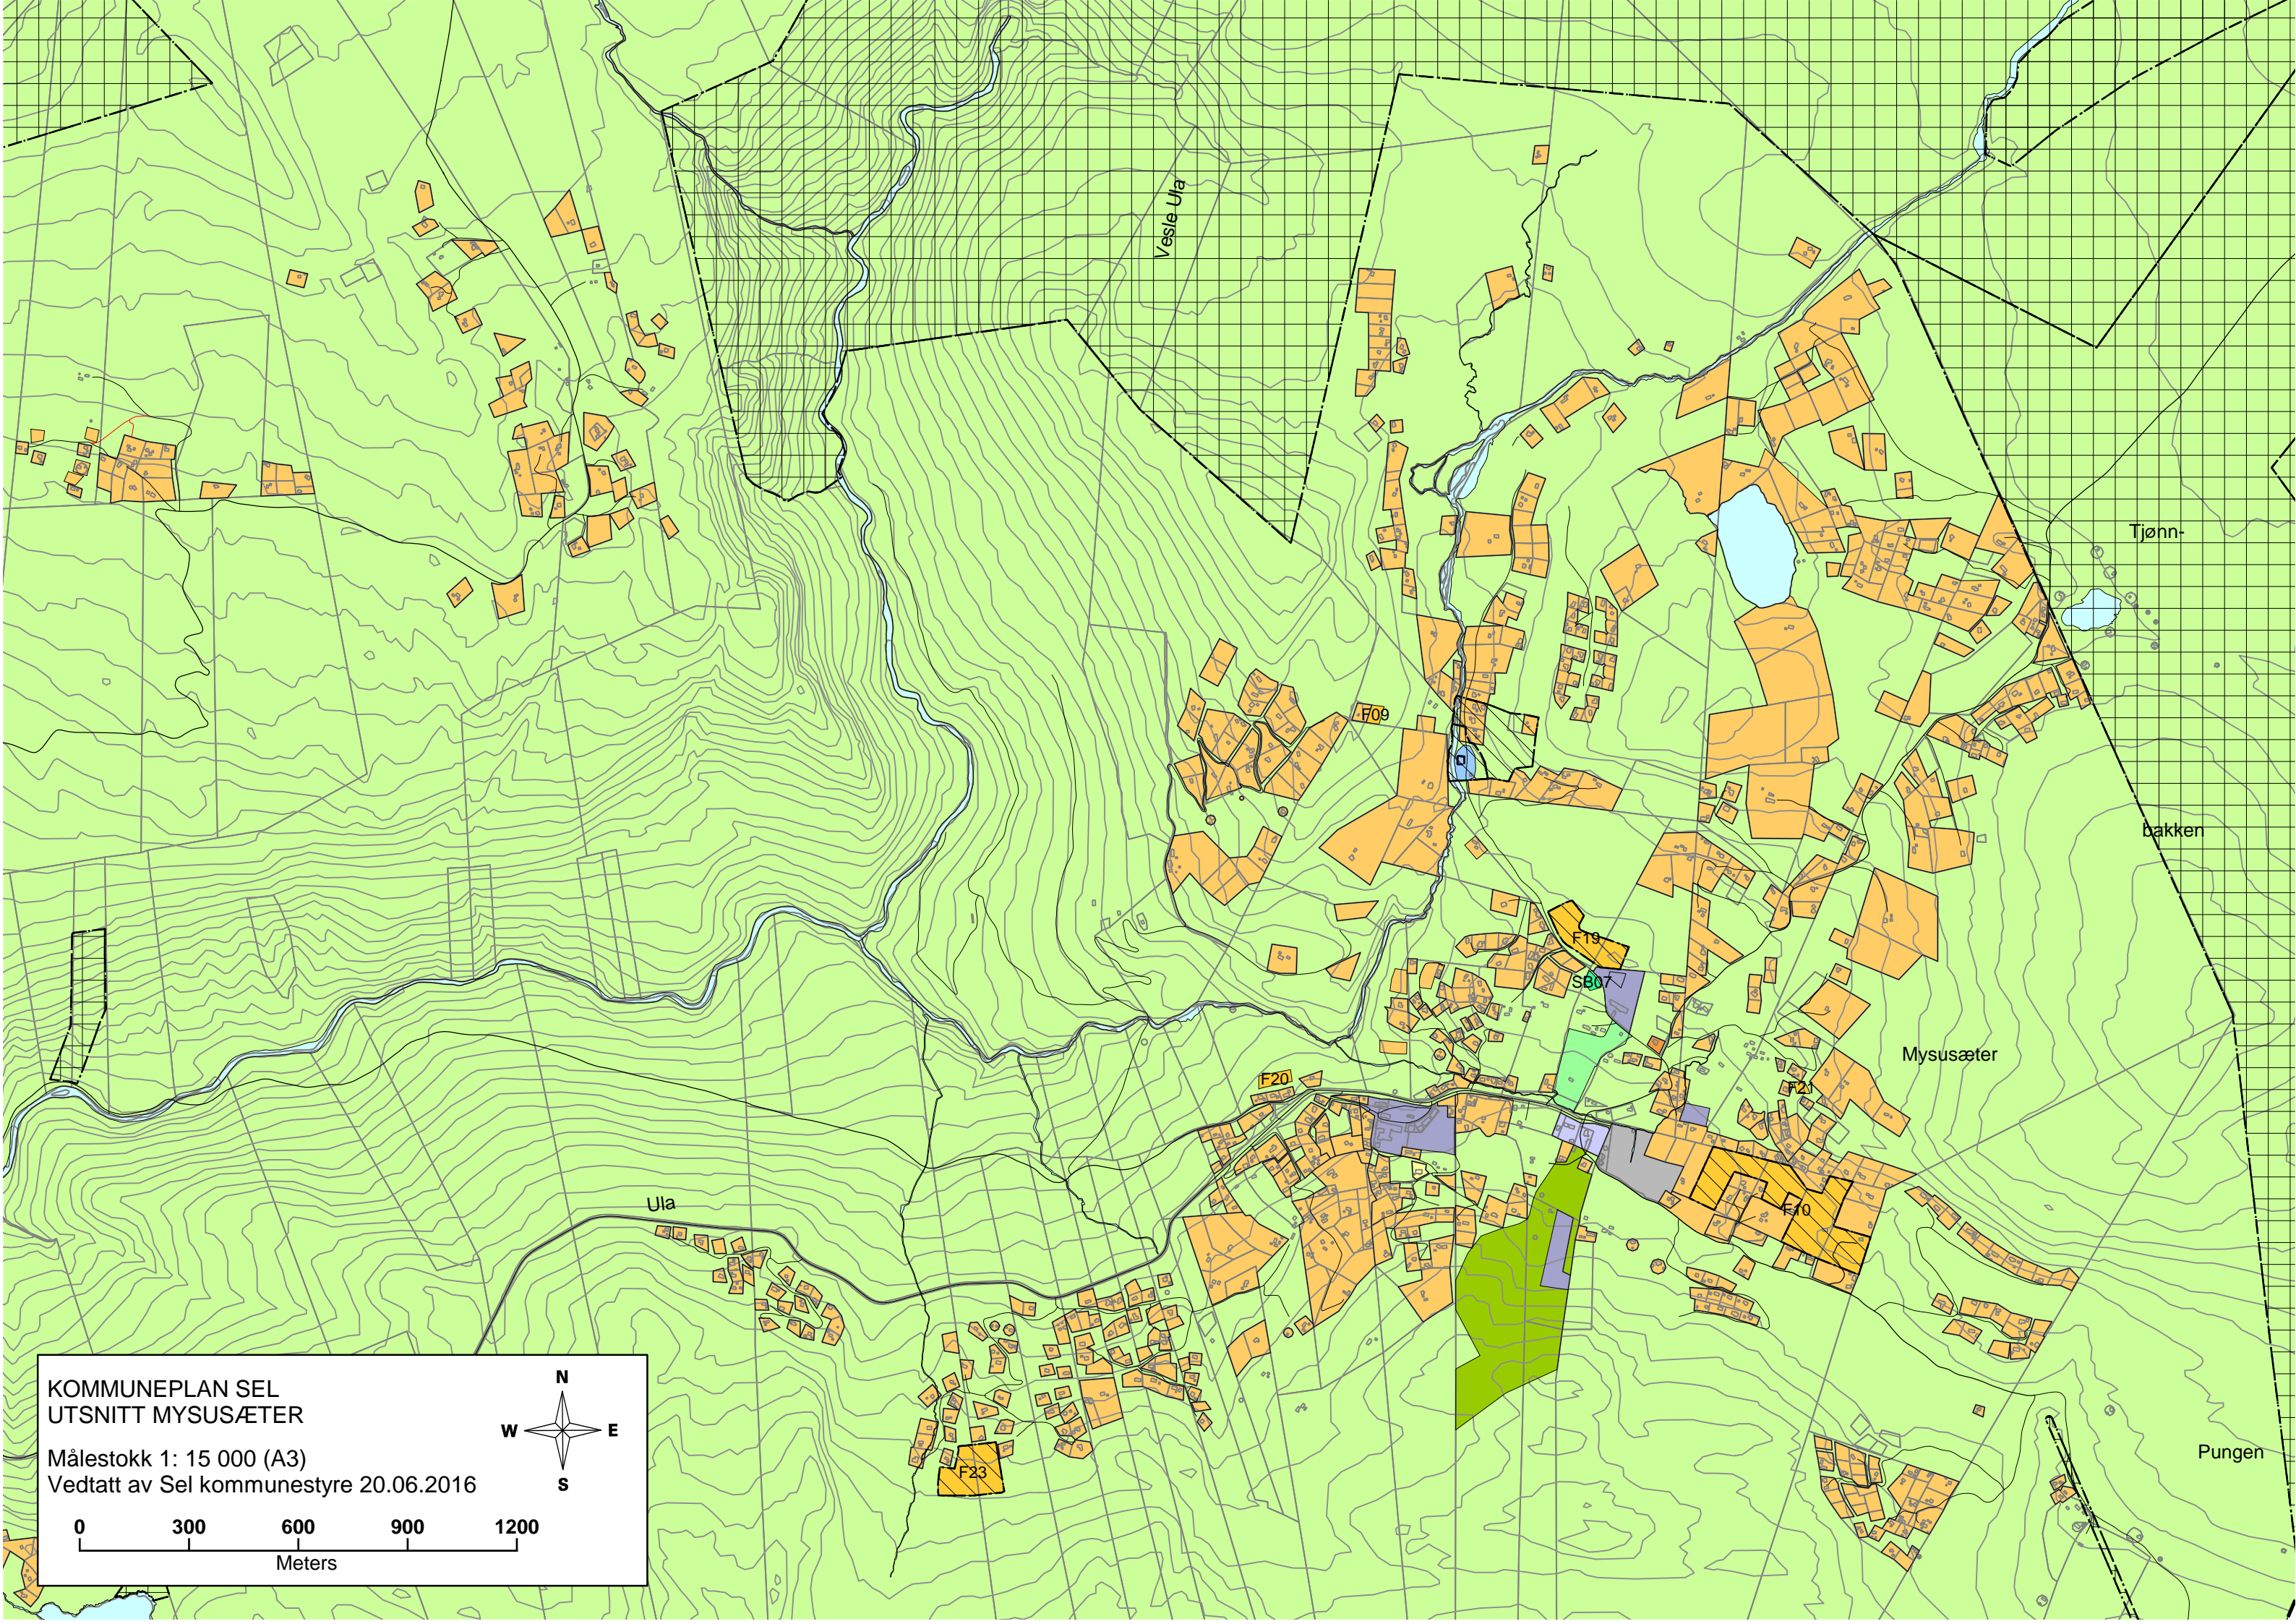 Vesle Ula
Tjønn-
F09
bakken
F19
SB07
Mysusæter
F20
F21
Ula
F10
KOMMUNEPLAN SEL
UTSNITT MYSUSÆTER
Målestokk 1: 15 000 (A3)
Vedtatt av Sel kommunestyre 20.06.2016
N
W E
S
0 300 600 900 1200
Meters
F23
Pungen